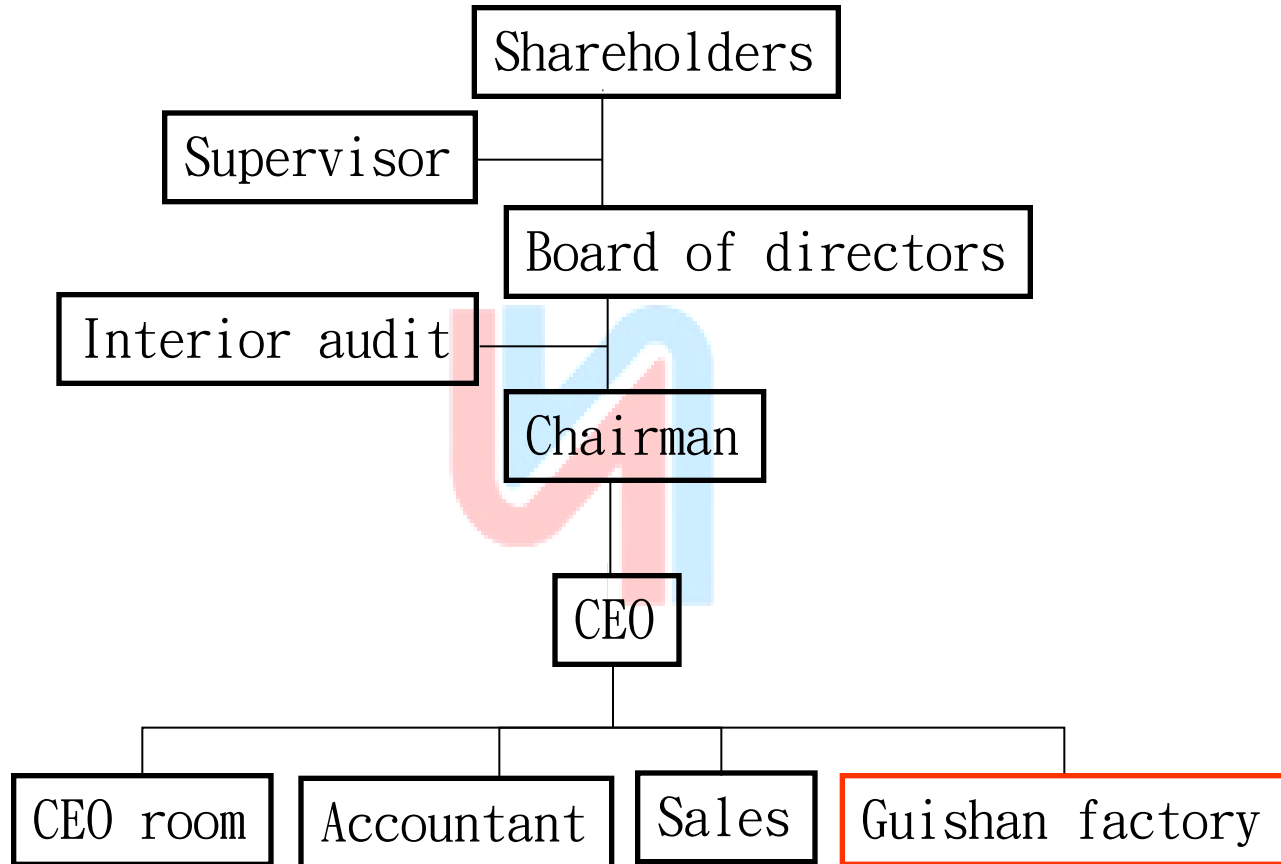 Shareholders
Supervisor
Board of directors
Interior audit
Chairman
CEO
CEO room
Accountant
Sales
Guishan factory